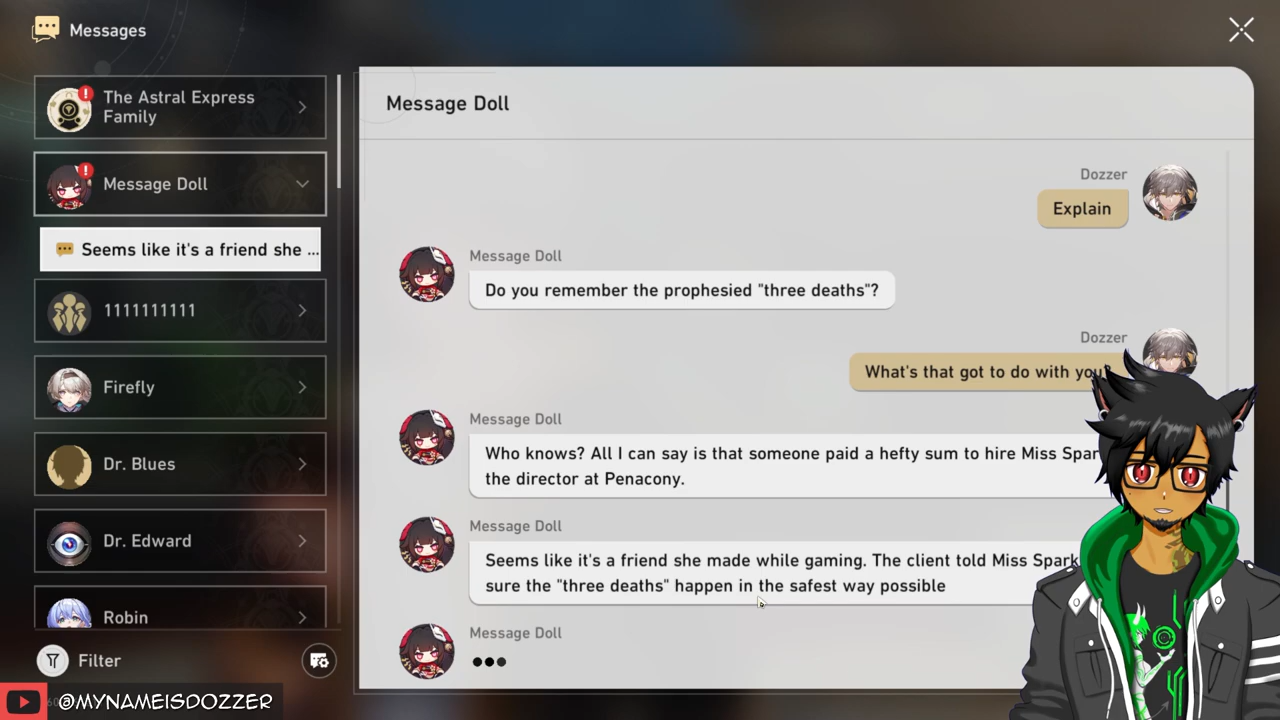 Messages
The Astral Express
Family
Message Doll
Seems like it's a friend she ...
1111111111
Firefly
Dr. Blues
Dr. Edward
Robin
Filter
@MYNAMEISDOZZER
Message Doll
Dozzer
Explain
Message Doll
Do you remember the prophesied "three deaths"?
Dozzer
What's that got to do with you?
Message Doll
Who knows? All I can say is that someone paid a hefty sum to hire Miss
the director at Penacony.
Message Doll
Seems like it's a friend she made while gaming. The client told Miss
sure the "three deaths" happen in the safest way possible
Message Doll